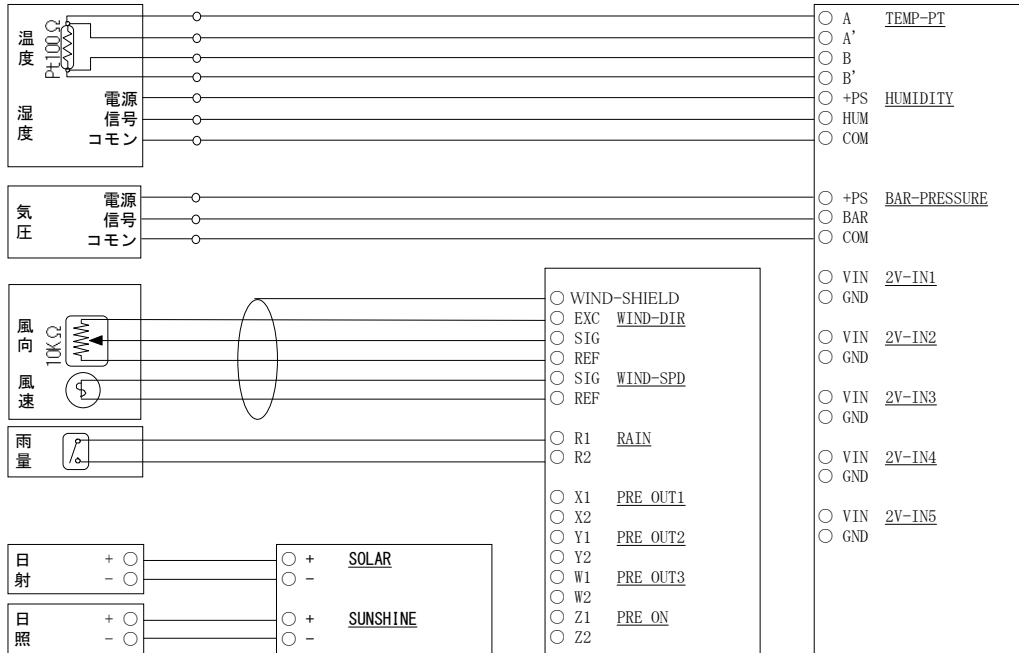 温度
Pt100Ω
湿度
電源
信号
コモン
気圧
電源
信号
コモン
風向
10KΩ
風速
雨量
日射
+
-
日照
+
-
+ SOLAR
-
+ SUNSHINE
-
WIND-SHIELD
EXC WIND-DIR
SIG
REF
SIG WIND-SPD
REF
R1 RAIN
R2
X1 PRE OUT1
X2
Y1 PRE OUT2
Y2
W1 PRE OUT3
W2
Z1 PRE ON
Z2
A TEMP-PT
A'
B
B'
+PS HUMIDITY
HUM
COM
+PS BAR-PRESSURE
BAR
COM
VIN 2V-IN1
GND
VIN 2V-IN2
GND
VIN 2V-IN3
GND
VIN 2V-IN4
GND
VIN 2V-IN5
GND